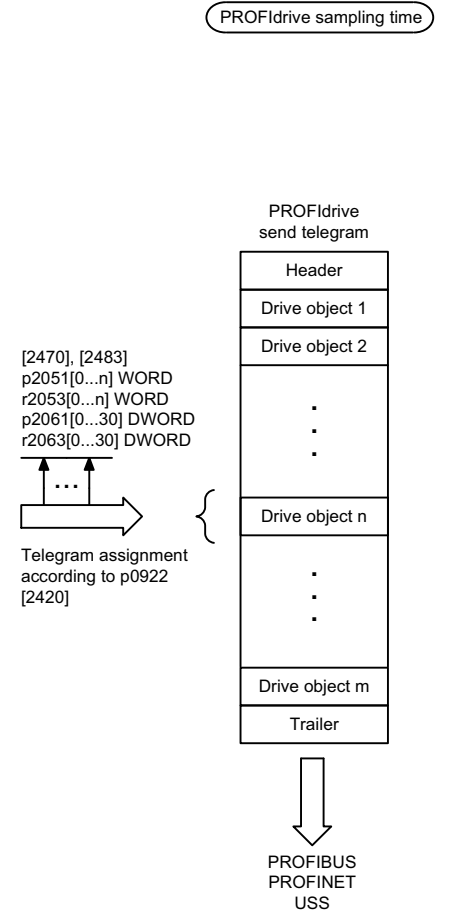 PROFIdrive sampling time
PROFIdrive
send telegram
Header
Drive object 1
Drive object 2
[2470], [2483]
p2051[0...n] WORD
r2053[0...n] WORD
p2061[0...30] DWORD
r2063[0...30] DWORD
...
Drive object n
Telegram assignment
according to p0922
[2420]
Drive object m
Trailer
PROFIBUS
PROFINET
USS